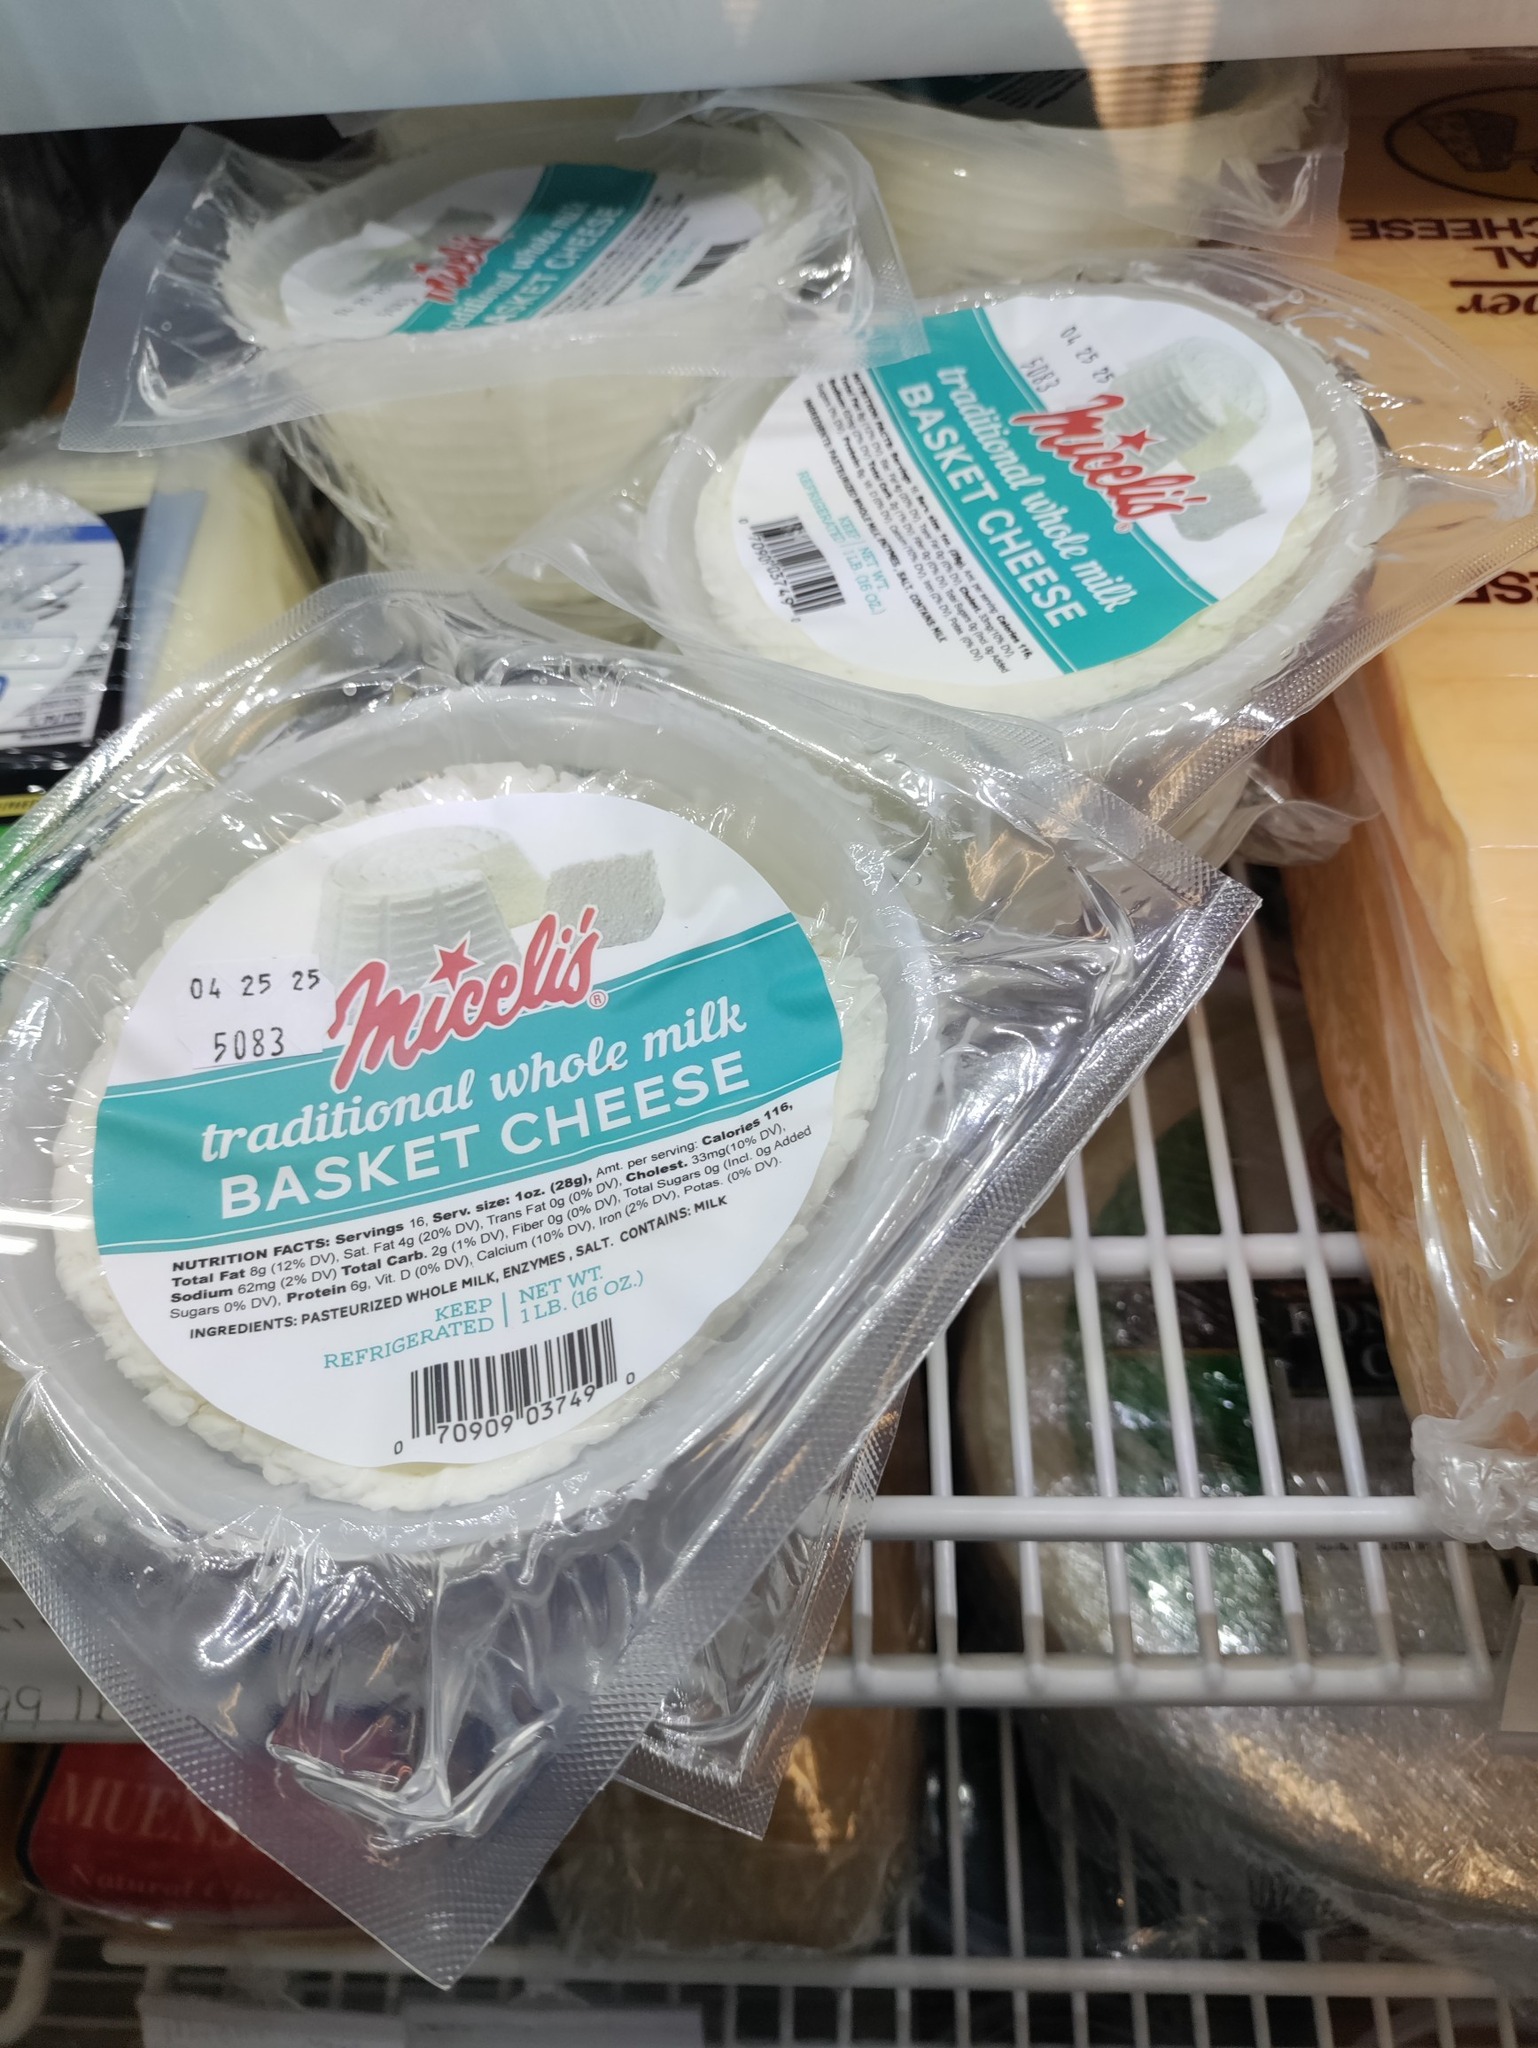 Miceli's
traditional whole milk
BASKET CHEESE
04 25 25
5083
Miceli's®
traditional whole milk
BASKET CHEESE
KEEP REFRIGERATED
NET WT. 1 LB. (16 OZ.)
0 70909 03749 0
CHEESE
04 25 25
5083
Miceli's®
traditional whole milk
BASKET CHEESE
NUTRITION FACTS: Servings 16, Serv. size: 1oz. (28g), Amt. per serving: Calories 116,
Total Fat 8g (12% DV), Sat. Fat 4g (20% DV), Trans Fat 0g (0% DV), Cholest. 33mg(10% DV),
Sodium 62mg (2% DV) Total Carb. 2g (1% DV), Fiber 0g (0% DV), Total Sugars 0g (Incl. 0g Added
Sugars 0% DV), Protein 6g, Vit. D (0% DV), Calcium (10% DV), Iron (2% DV), Potas. (0% DV).
INGREDIENTS: PASTEURIZED WHOLE MILK, ENZYMES , SALT. CONTAINS: MILK
KEEP
REFRIGERATED
NET WT.
1 LB. (16 OZ.)
0 70909 03749 0
Natural